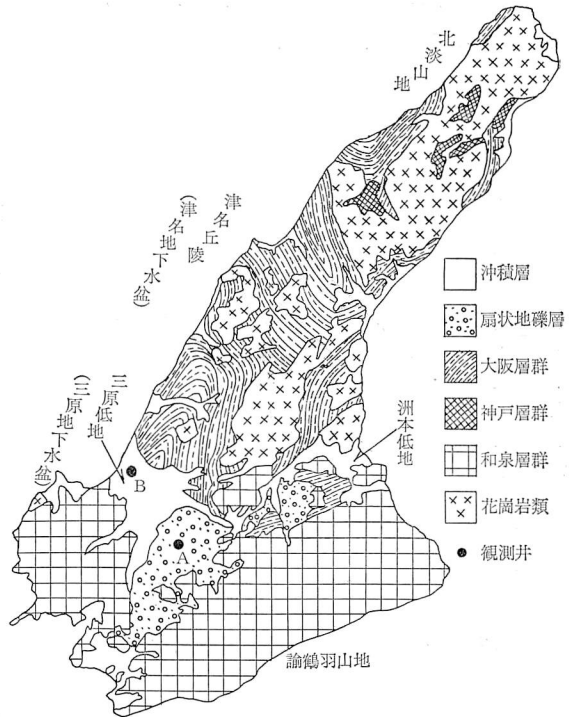 北淡山地
津名丘陵
(津名地下水盆)
三原低地
(三原地下水盆)
B
A
洲本低地
諭鶴羽山地
沖積層
扇状地礫層
大阪層群
神戸層群
和泉層群
花崗岩類
観測井